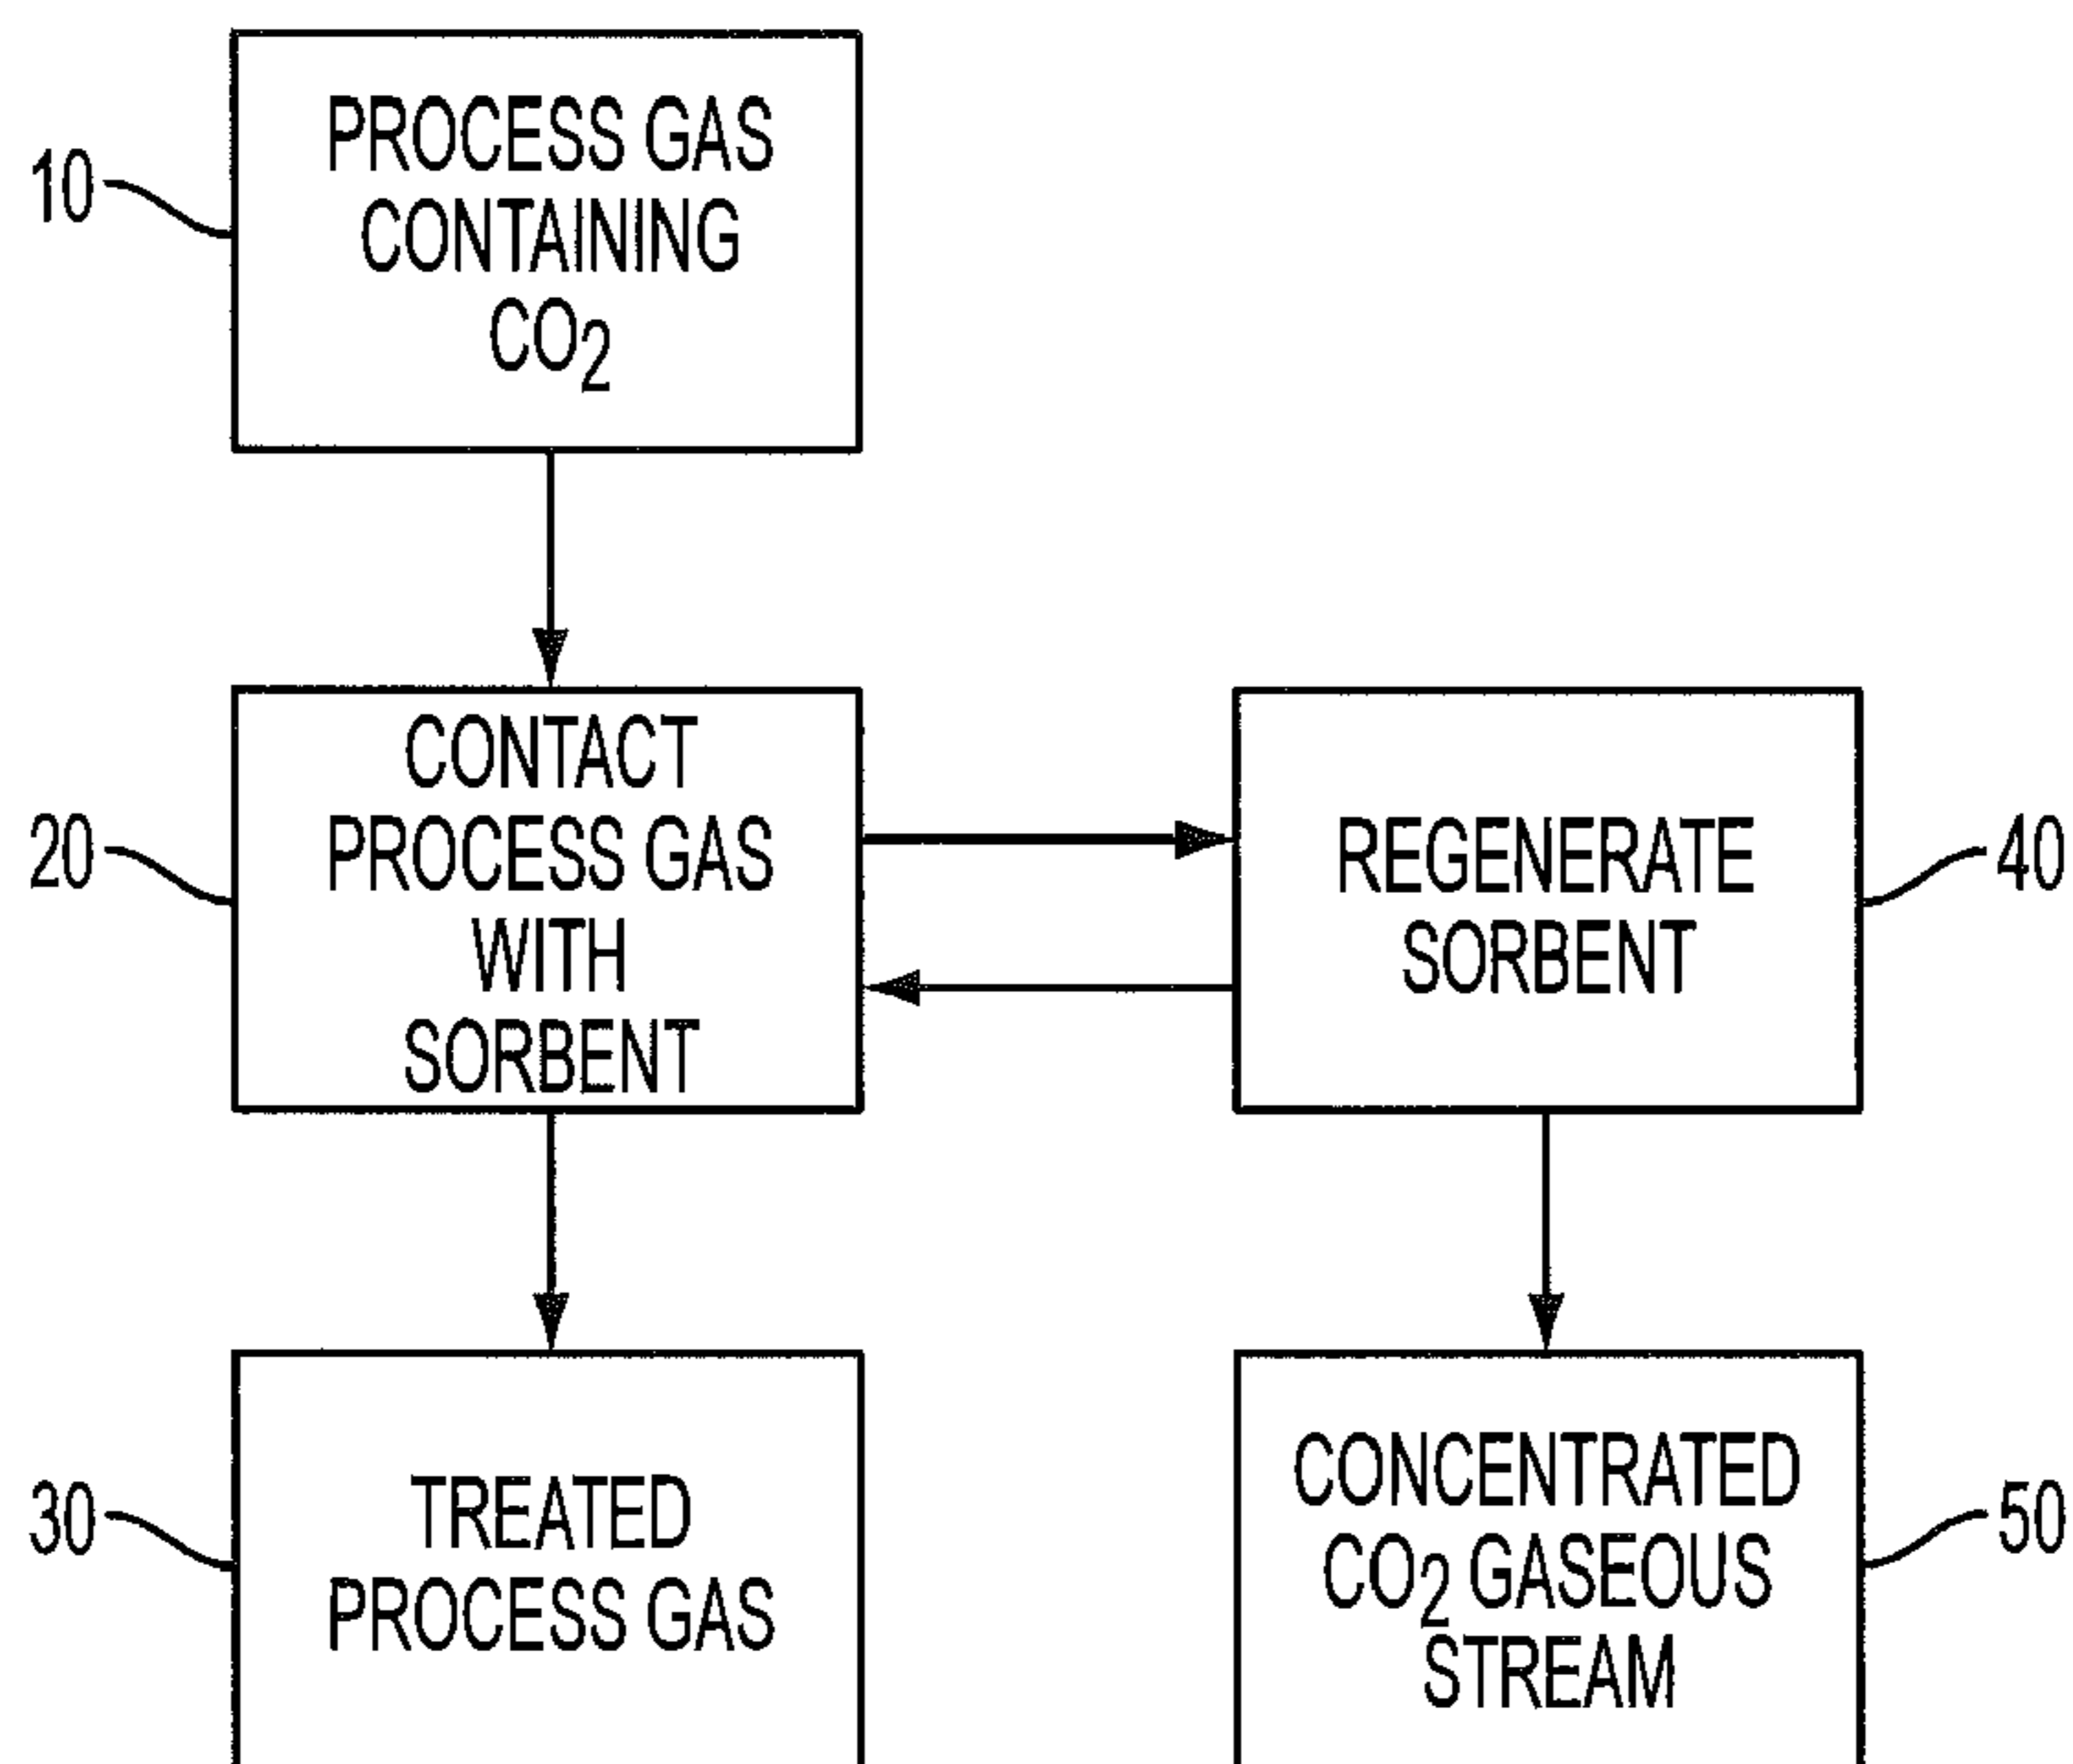 10
PROCESS GAS
CONTAINING
CO₂
20
CONTACT
PROCESS GAS
WITH
SORBENT
REGENERATE
SORBENT
40
30
TREATED
PROCESS GAS
CONCENTRATED
CO₂ GASEOUS
STREAM
50